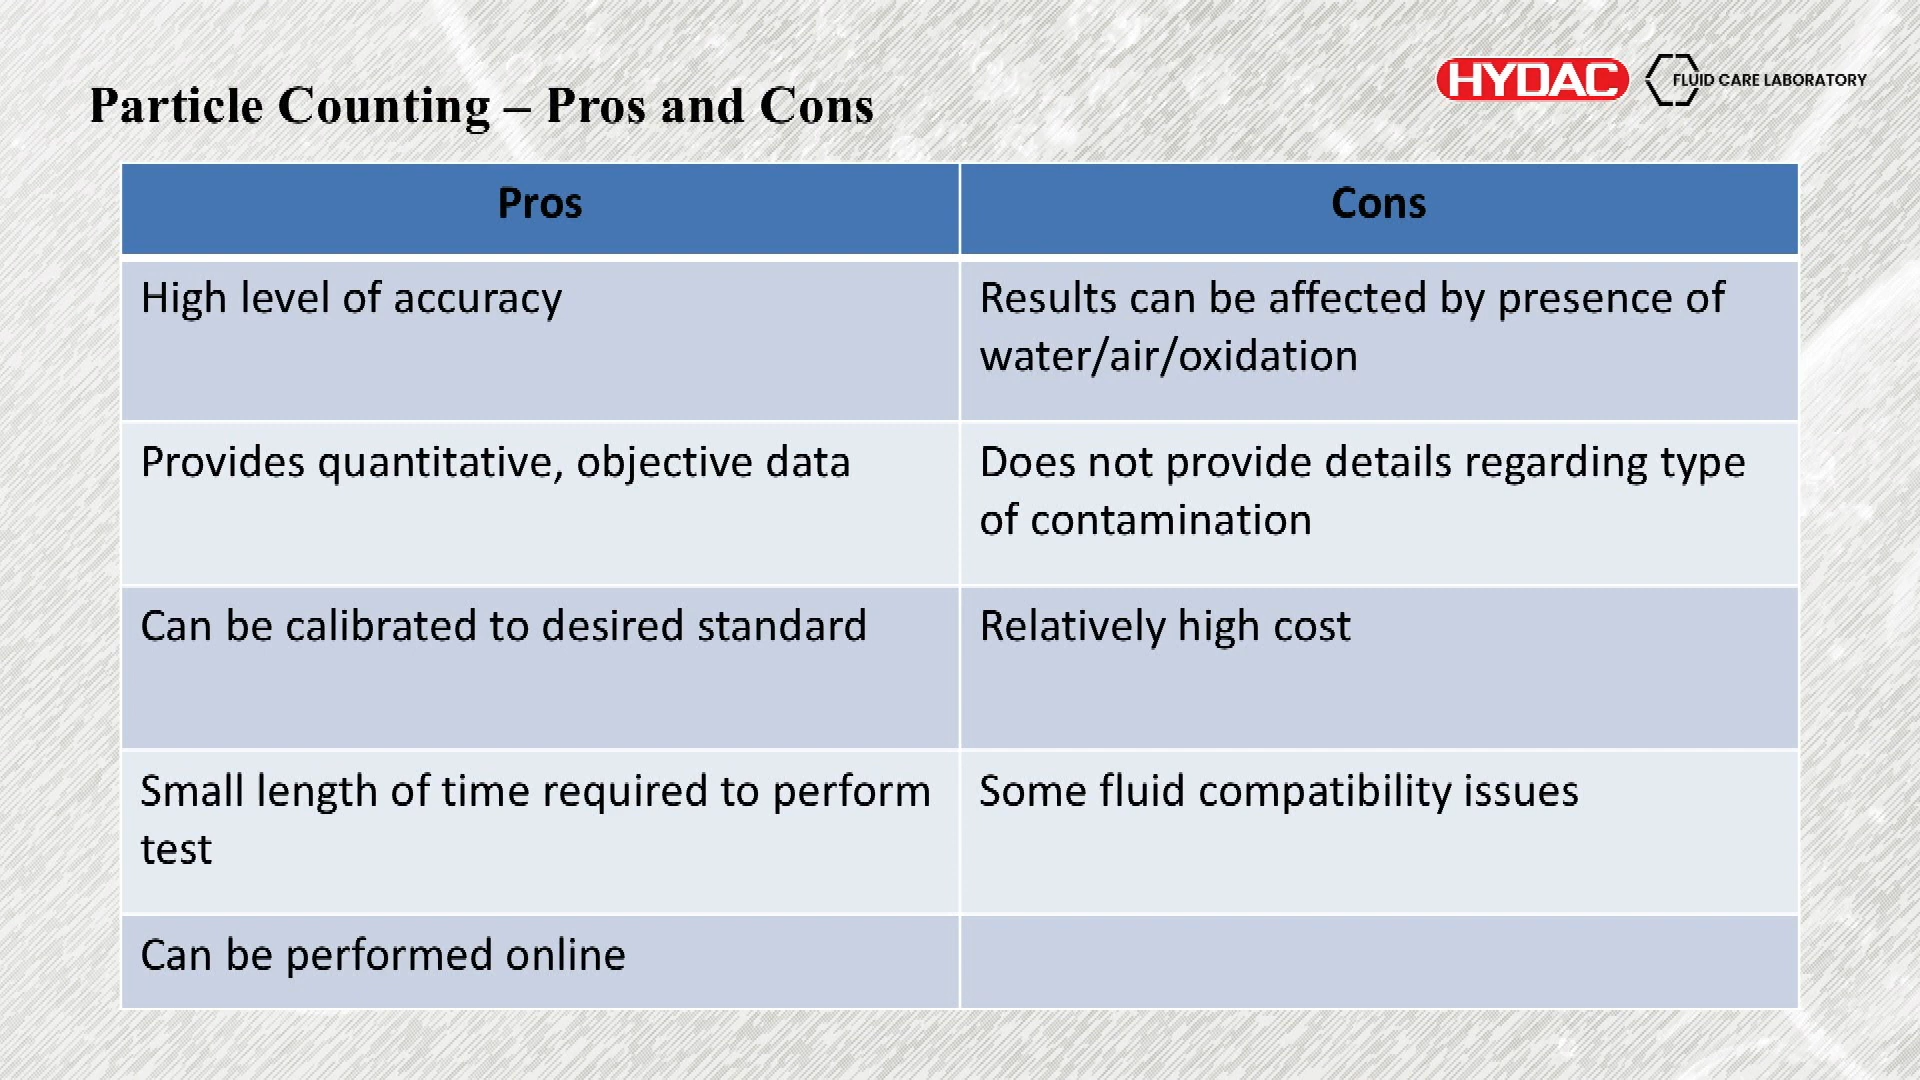 HYDAC FLUID CARE LABORATORY
Particle Counting – Pros and Cons
Pros
Cons
High level of accuracy
Results can be affected by presence of
water/air/oxidation
Provides quantitative, objective data
Does not provide details regarding type
of contamination
Can be calibrated to desired standard
Relatively high cost
Small length of time required to perform
test
Some fluid compatibility issues
Can be performed online